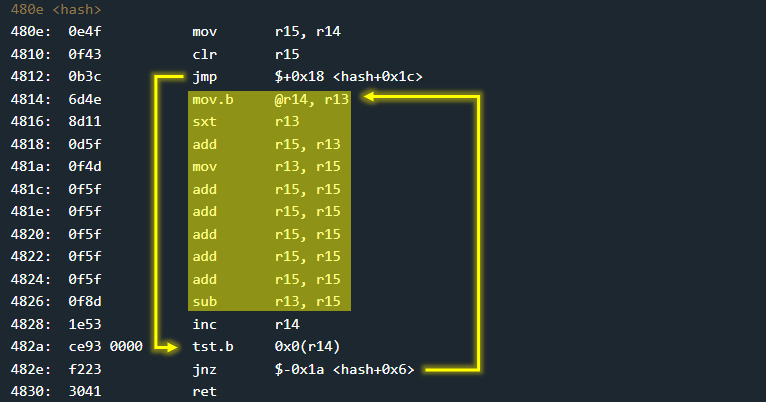 480e <hash>
480e: 0e4f mov r15, r14
4810: 0f43 clr r15
4812: 0b3c jmp $+0x18 <hash+0x1c>
4814: 6d4e mov.b @r14, r13
4816: 8d11 sxt r13
4818: 0d5f add r15, r13
481a: 0f4d mov r13, r15
481c: 0f5f add r15, r15
481e: 0f5f add r15, r15
4820: 0f5f add r15, r15
4822: 0f5f add r15, r15
4824: 0f5f add r15, r15
4826: 0f8d sub r13, r15
4828: 1e53 inc r14
482a: ce93 0000 tst.b 0x0(r14)
482e: f223 jnz $-0x1a <hash+0x6>
4830: 3041 ret